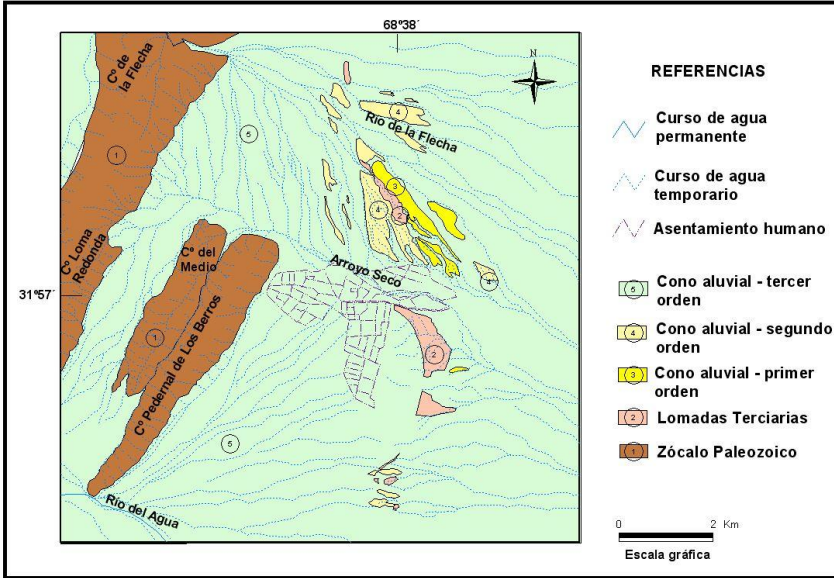 68º38´
31º57´
Cº de
la Flecha
Cº Loma
Redonda
Cº del
Medio
Cº Pedernal de Los Berros
Río de la Flecha
Arroyo Seco
Río del Agua
1
5
4
3
4
2
4
1
2
5
N
REFERENCIAS
Curso de agua
permanente
Curso de agua
temporario
Asentamiento humano
5 Cono aluvial - tercer
orden
4 Cono aluvial - segundo
orden
3 Cono aluvial - primer
orden
2 Lomadas Terciarias
1 Zócalo Paleozoico
0 2 Km
Escala gráfica